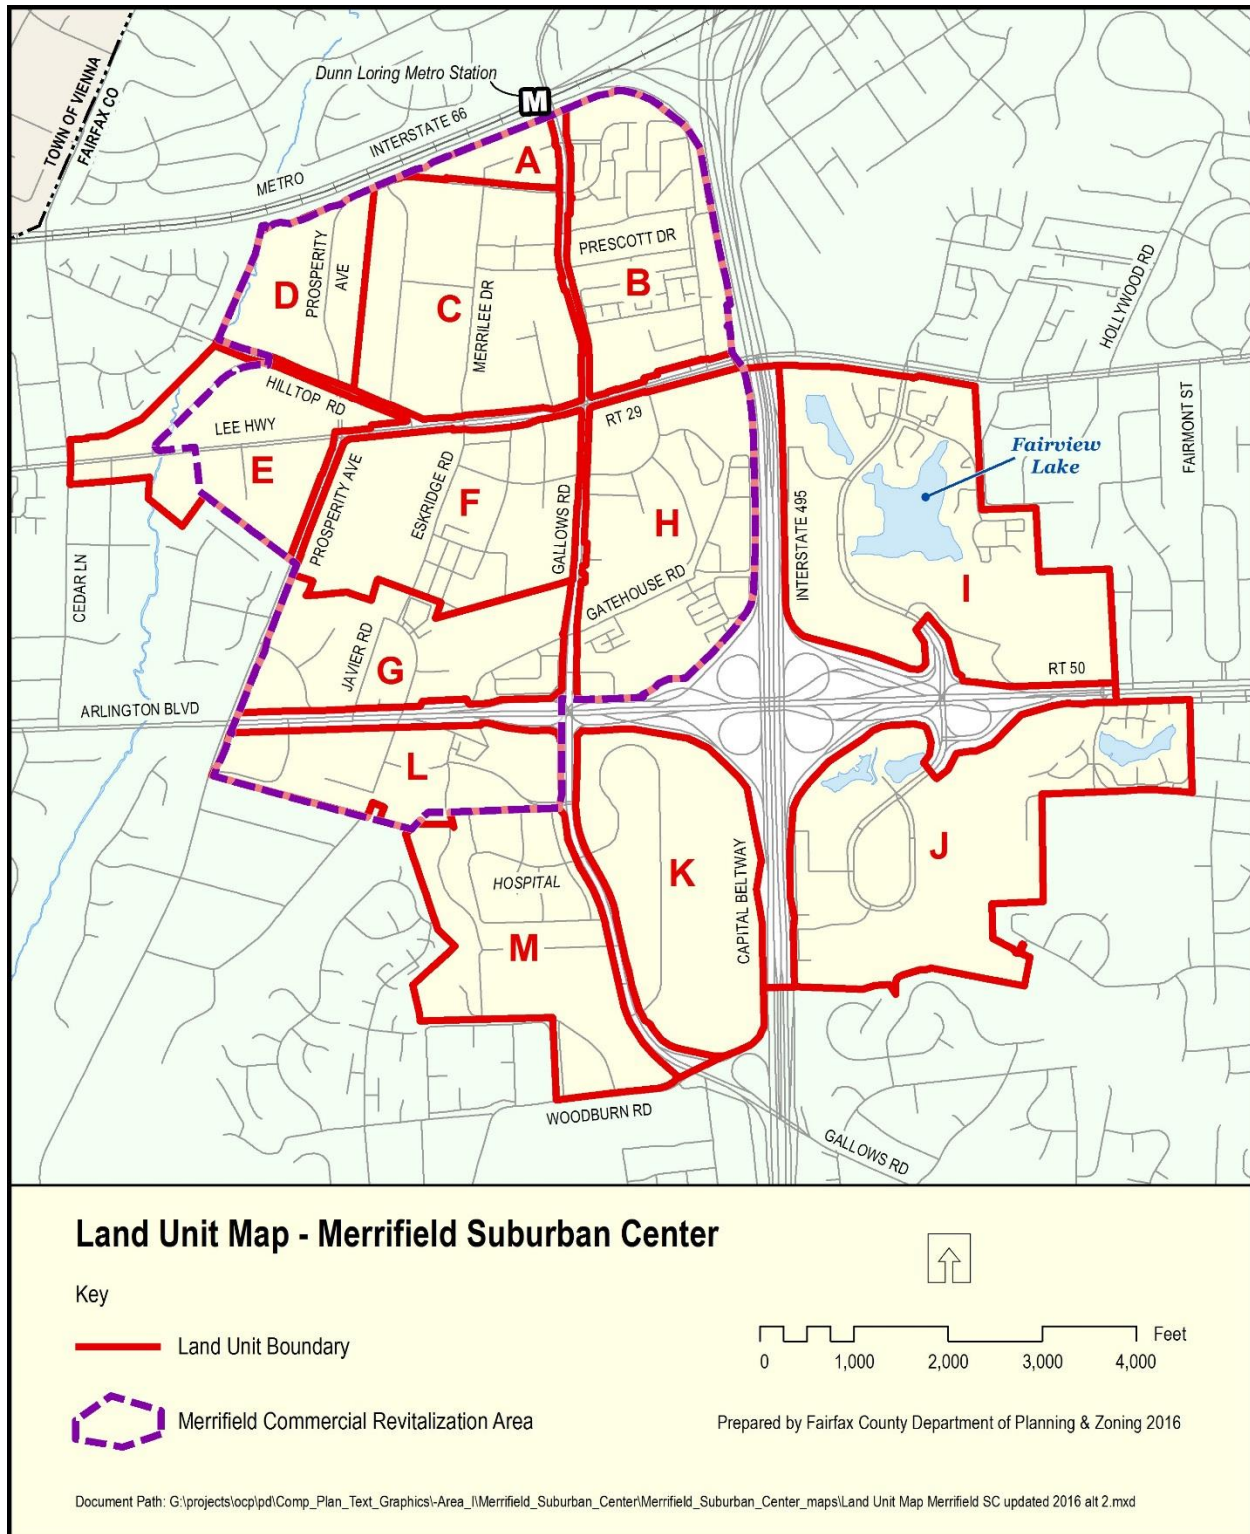 Dunn Loring Metro Station
M
TOWN OF VIENNA
FAIRFAX CO
INTERSTATE 66
METRO
A
PRESCOTT DR
B
D
PROSPERITY
AVE
C
MERRILEE DR
HOLLYWOOD RD
HILLTOP RD
RT 29
FAIRMONT ST
LEE HWY
Fairview
Lake
E
PROSPERITY AVE
ESKRIDGE RD
F
GALLOWS RD
H
INTERSTATE 495
CEDAR LN
GATEHOUSE RD
I
JAVIER RD
G
RT 50
ARLINGTON BLVD
L
J
HOSPITAL
K
CAPITAL BELTWAY
M
WOODBURN RD
GALLOWS RD
Land Unit Map - Merrifield Suburban Center
Key
Land Unit Boundary
Feet
0 1,000 2,000 3,000 4,000
Merrifield Commercial Revitalization Area
Prepared by Fairfax County Department of Planning & Zoning 2016
Document Path: G:\projects\ocp\pd\Comp_Plan_Text_Graphics\-Area_I\Merrifield_Suburban_Center\Merrifield_Suburban_Center_maps\Land Unit Map Merrifield SC updated 2016 alt 2.mxd